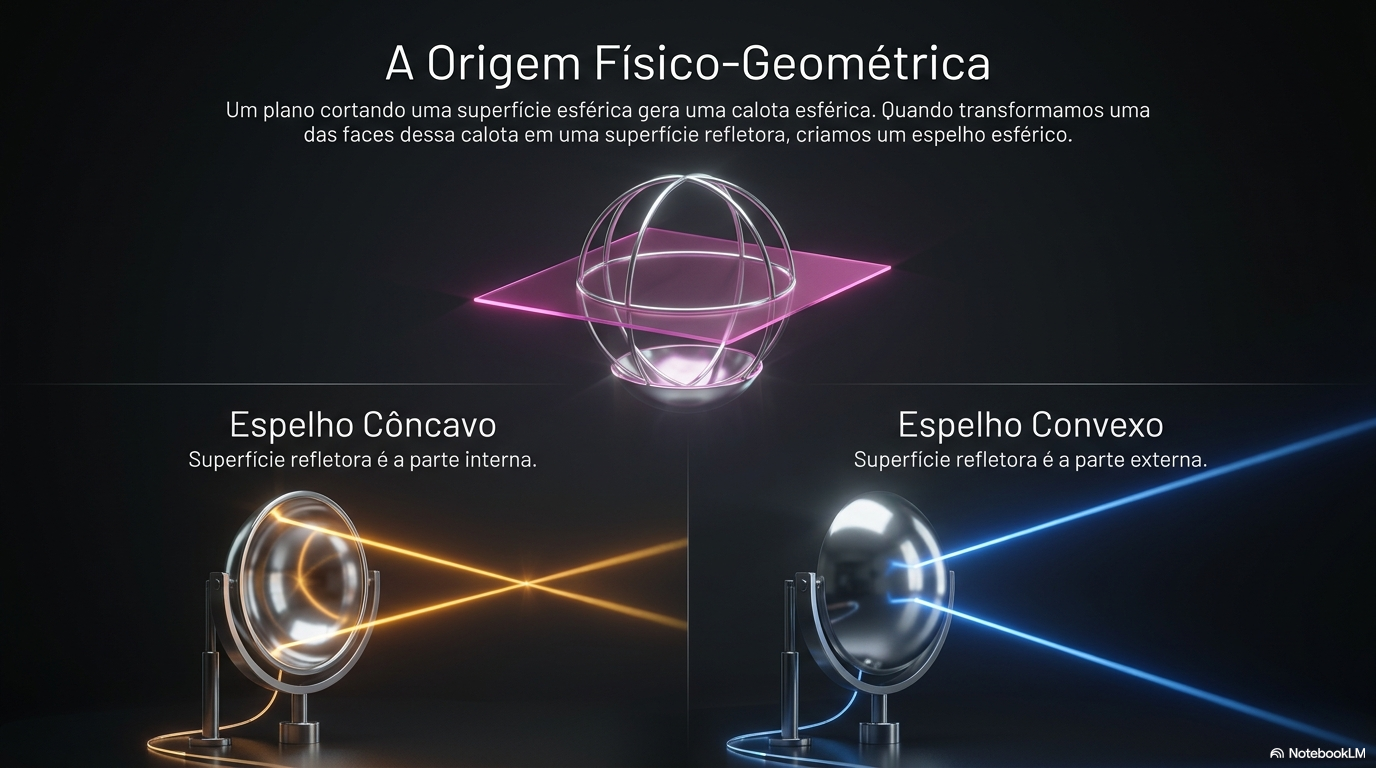 A Origem Físico-Geométrica
Um plano cortando uma superfície esférica gera uma calota esférica. Quando transformamos uma
das faces dessa calota em uma superfície refletora, criamos um espelho esférico.
Espelho Côncavo
Superfície refletora é a parte interna.
Espelho Convexo
Superfície refletora é a parte externa.
NotebookLM